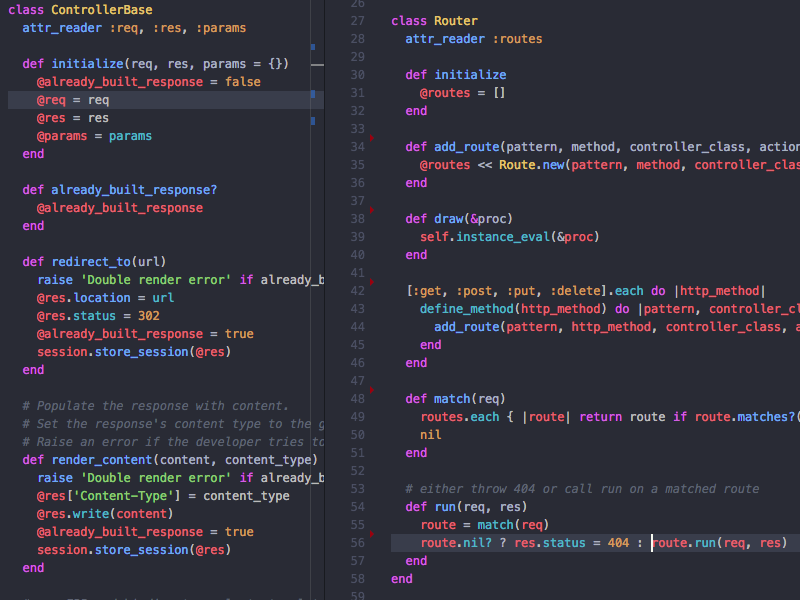 class ControllerBase
attr_reader :req, :res, :params
def initialize(req, res, params = {})
@already_built_response = false
@req = req
@res = res
@params = params
end
def already_built_response?
@already_built_response
end
def redirect_to(url)
raise 'Double render error' if already_b
@res.location = url
@res.status = 302
@already_built_response = true
session.store_session(@res)
end
# Populate the response with content.
# Set the response's content type to the g
# Raise an error if the developer tries to
def render_content(content, content_type)
raise 'Double render error' if already_b
@res['Content-Type'] = content_type
@res.write(content)
@already_built_response = true
session.store_session(@res)
end
26
27 class Router
28 attr_reader :routes
29
30 def initialize
31 @routes = []
32 end
33
34 def add_route(pattern, method, controller_class, action
35 @routes << Route.new(pattern, method, controller_clas
36 end
37
38 def draw(&proc)
39 self.instance_eval(&proc)
40 end
41
42 [:get, :post, :put, :delete].each do |http_method|
43 define_method(http_method) do |pattern, controller_cl
44 add_route(pattern, http_method, controller_class, a
45 end
46 end
47
48 def match(req)
49 routes.each { |route| return route if route.matches?(
50 nil
51 end
52
53 # either throw 404 or call run on a matched route
54 def run(req, res)
55 route = match(req)
56 route.nil? ? res.status = 404 : route.run(req, res)
57 end
58 end
59